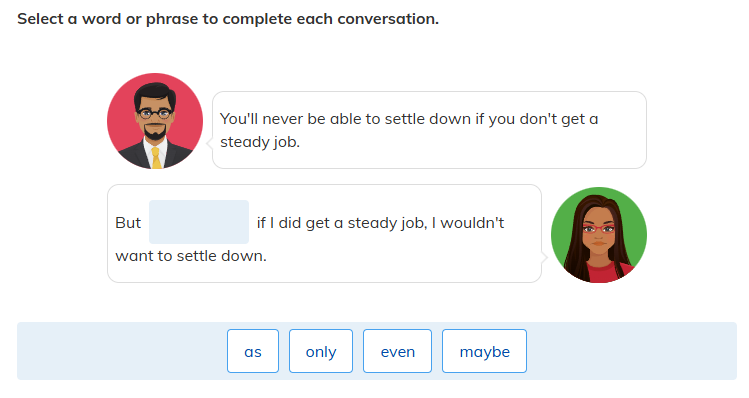 Select a word or phrase to complete each conversation.
You'll never be able to settle down if you don't get a
steady job.
But if I did get a steady job, I wouldn't
want to settle down.
as only even maybe